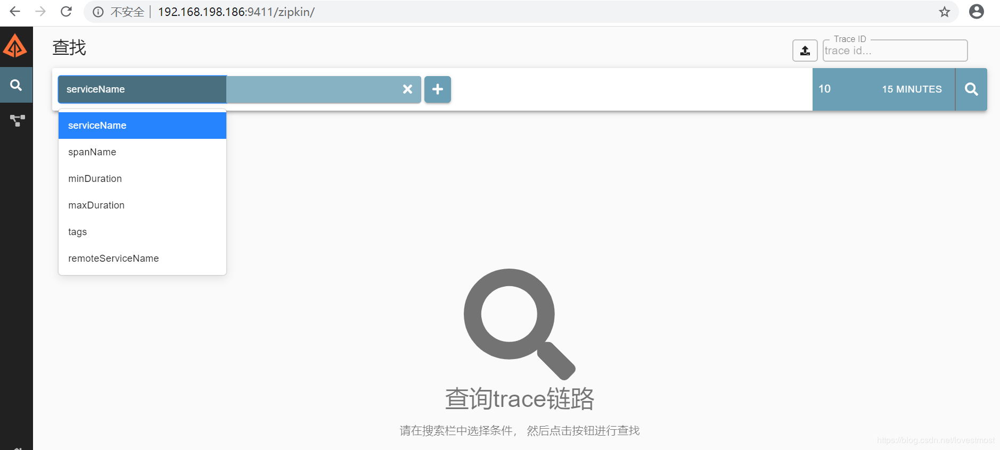 不安全 192.168.198.186:9411/zipkin/
查找
Trace ID
trace id...
serviceName
10
15 MINUTES
serviceName
spanName
minDuration
maxDuration
tags
remoteServiceName
查询trace链路
请在搜索栏中选择条件， 然后点击按钮进行查找
https://blog.csdn.net/lovestmost